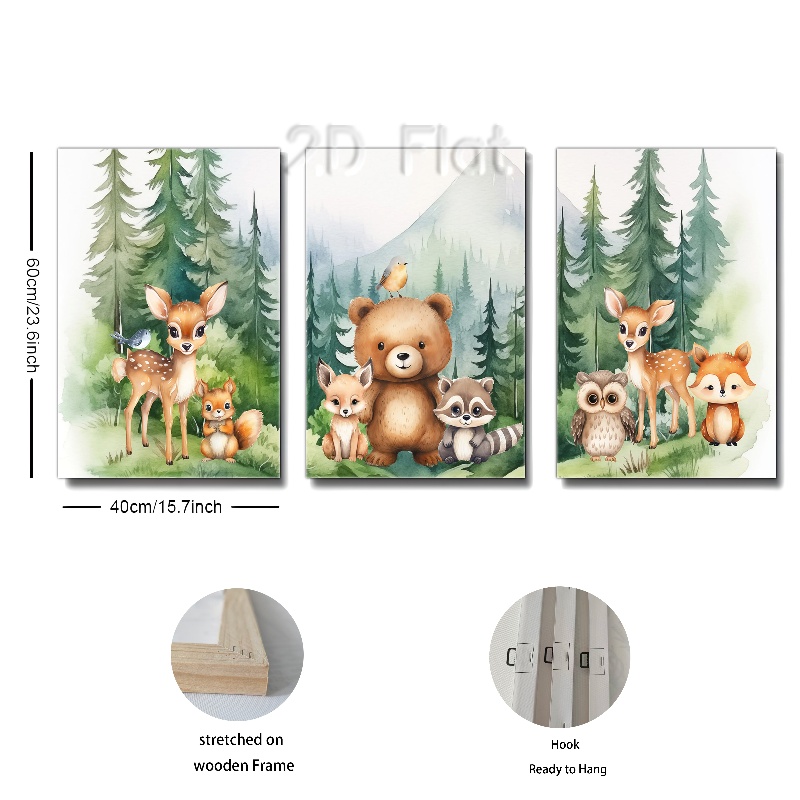 2D Flat.
60cm/23.6inch
40cm/15.7inch
stretched on
wooden Frame
Hook
Ready to Hang